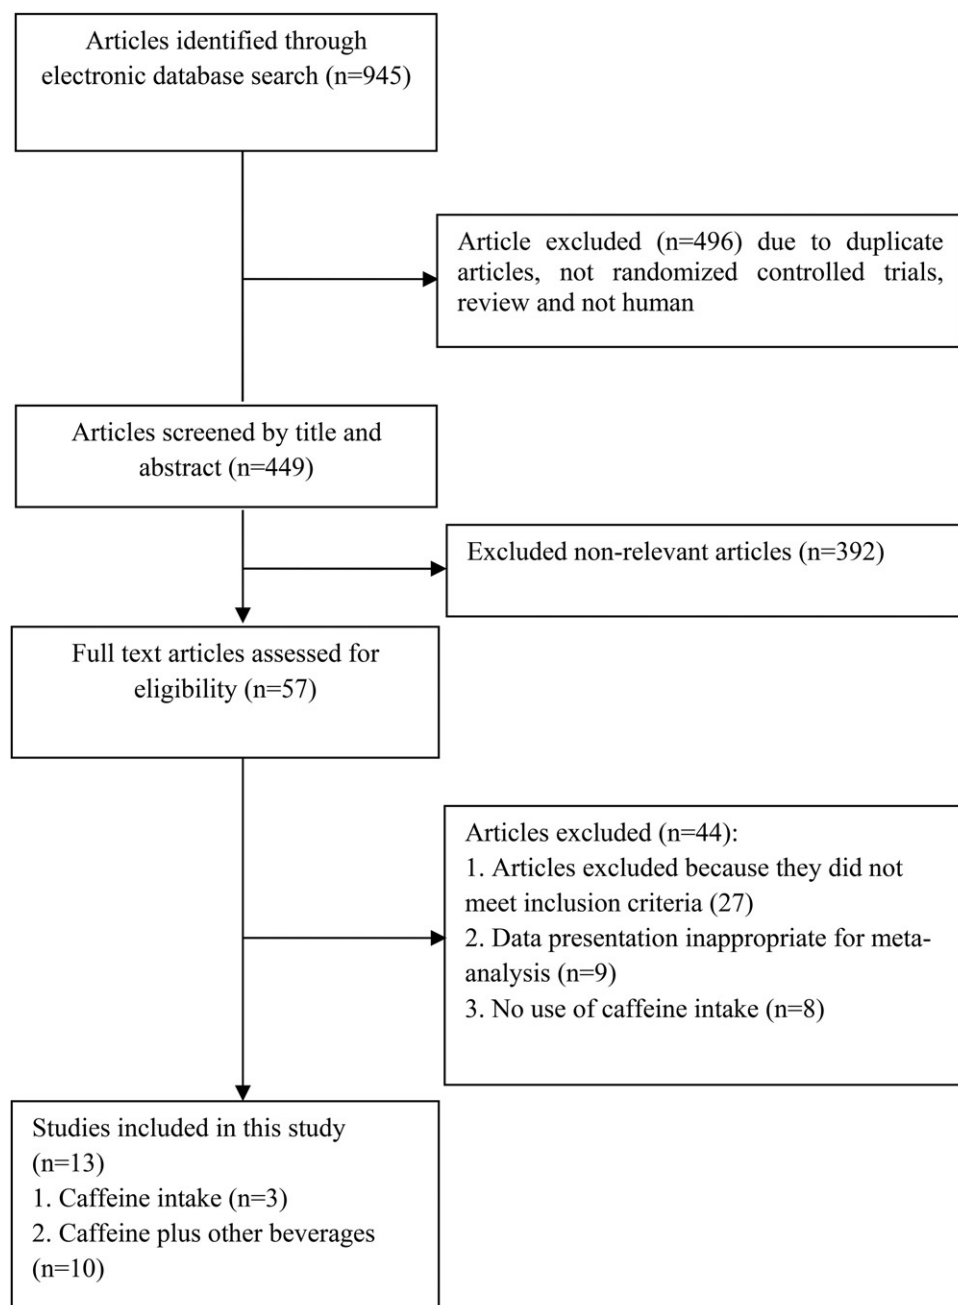 Articles identified through
electronic database search (n=945)
Article excluded (n=496) due to duplicate
articles, not randomized controlled trials,
review and not human
Articles screened by title and
abstract (n=449)
Excluded non-relevant articles (n=392)
Full text articles assessed for
eligibility (n=57)
Articles excluded (n=44):
1. Articles excluded because they did not
meet inclusion criteria (27)
2. Data presentation inappropriate for meta-
analysis (n=9)
3. No use of caffeine intake (n=8)
Studies included in this study
(n=13)
1. Caffeine intake (n=3)
2. Caffeine plus other beverages
(n=10)